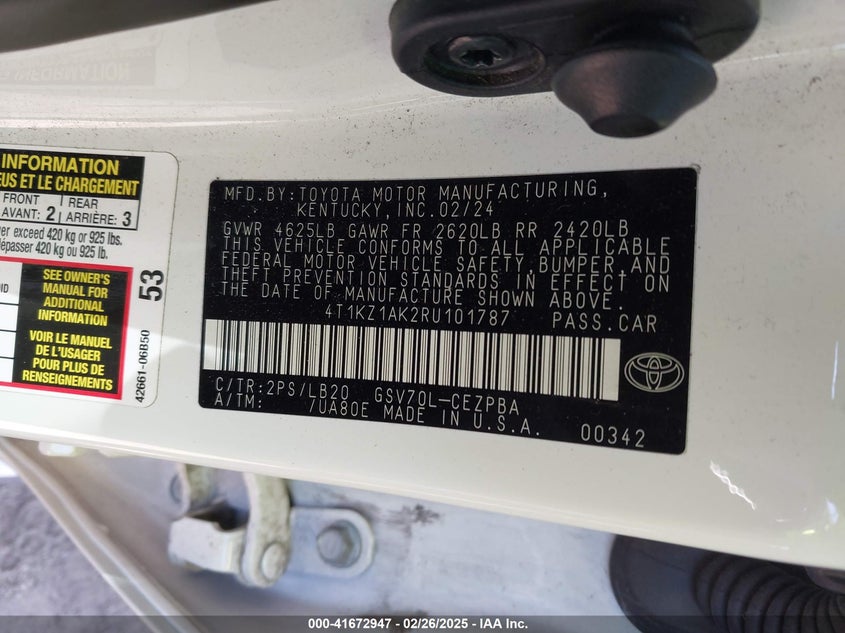 INFORMATION
EUS ET LE CHARGEMENT
FRONT REAR
AVANT: 2 ARRIÈRE: 3
er exceed 420 kg or 925 lbs.
dépasser 420 kg ou 925 lb.
SEE OWNER'S
MANUAL FOR
ADDITIONAL
INFORMATION
VOIR LE MANUEL
DE L'USAGER
POUR PLUS DE
RENSEIGNEMENTS
53
42661-06B50
MFD.BY:TOYOTA MOTOR MANUFACTURING,
KENTUCKY, INC.02/24
GVWR 4625LB GAWR FR 2620LB RR 2420LB
THIS VEHICLE CONFORMS TO ALL APPLICABLE
FEDERAL MOTOR VEHICLE SAFETY,BUMPER,AND
THEFT PREVENTION STANDARDS IN EFFECT ON
THE DATE OF MANUFACTURE SHOWN ABOVE.
4T1KZ1AK2RU101787 PASS.CAR
C/TR:2PS/LB20 GSV70L-CEZPBA
A/TM: /UA80E MADE IN U.S.A.
00342
000-41672947 / 02/26/2025 - IAA Inc.